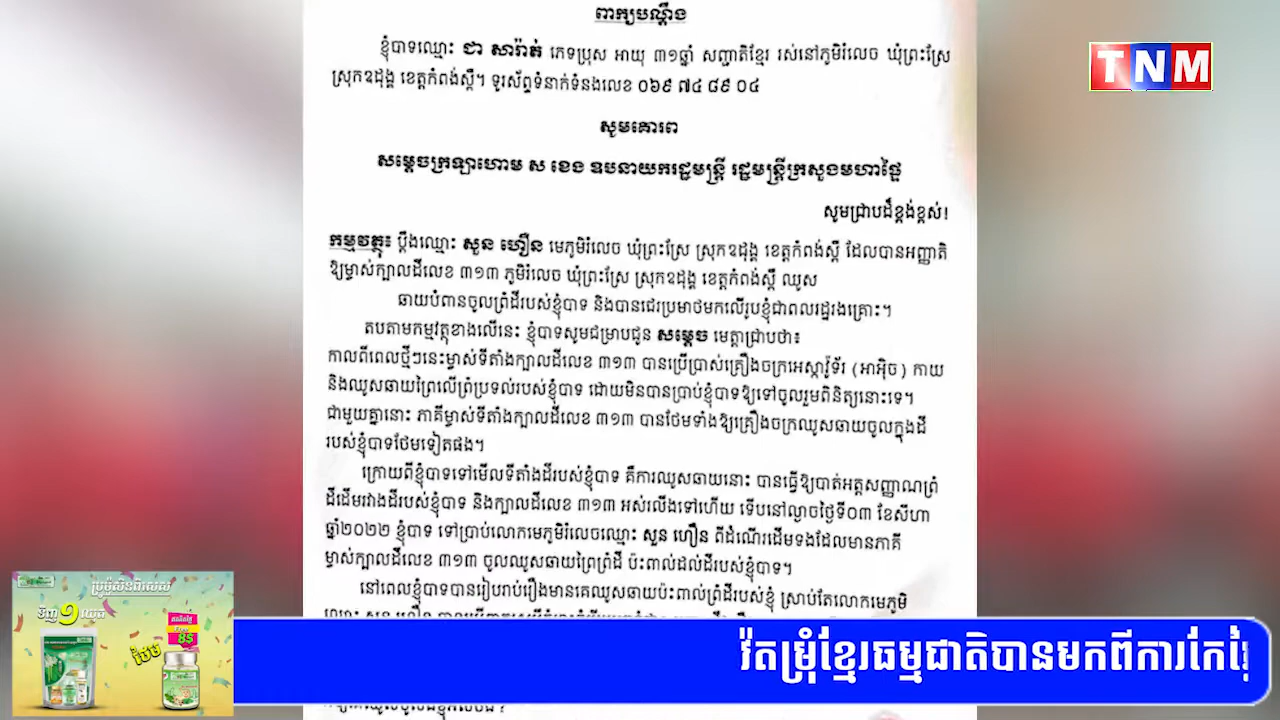 ពាក្យបណ្ដឹង
ខ្ញុំបាទឈ្មោះ ជា សារ៉ាត់ ភេទប្រុស អាយុ ៣១ឆ្នាំ សញ្ជាតិខ្មែរ រស់នៅភូមិរំលេច ឃុំព្រះស្រែ
ស្រុកឧដុង្គ ខេត្តកំពង់ស្ពឺ។ ទូរស័ព្ទទំនាក់ទំនងលេខ ០៦៩ ៧៤ ៨៩ ០៤
TNM
សូមគោរព
សម្ដេចក្រឡាហោម ស ខេង ឧបនាយករដ្ឋមន្ត្រី រដ្ឋមន្ត្រីក្រសួងមហាផ្ទៃ
សូមជ្រាបដ៏ខ្ពង់ខ្ពស់!
កម្មវត្ថុ៖ ប្ដឹងឈ្មោះ សួន ហឿន មេភូមិរំលេច ឃុំព្រះស្រែ ស្រុកឧដុង្គ ខេត្តកំពង់ស្ពឺ ដែលបានអញ្ញាតិ
ឱ្យម្ចាស់ក្បាលដីលេខ ៣១៣ ភូមិរំលេច ឃុំព្រះស្រែ ស្រុកឧដុង្គ ខេត្តកំពង់ស្ពឺ ឈូស
ឆាយបំពានចូលព្រំដីរបស់ខ្ញុំបាទ និងបានជេរប្រមាថមកលើរូបខ្ញុំជាពលរដ្ឋរងគ្រោះ។
តបតាមកម្មវត្ថុខាងលើនេះ ខ្ញុំបាទសូមជម្រាបជូន សម្ដេច មេត្តាជ្រាបថា៖
កាលពីពេលថ្មីៗនេះម្ចាស់ទីតាំងក្បាលដីលេខ ៣១៣ បានប្រើប្រាស់គ្រឿងចក្រអេស្កាវ៉ូទ័រ (អាអ៊ិច) កាយ
និងឈូសឆាយព្រៃលើព្រំប្រទល់របស់ខ្ញុំបាទ ដោយមិនបានប្រាប់ខ្ញុំបាទឱ្យទៅចូលរួមពិនិត្យនោះទេ។
ជាមួយគ្នានោះ ភាគីម្ចាស់ទីតាំងក្បាលដីលេខ ៣១៣ បានថែមទាំងឱ្យគ្រឿងចក្រឈូសឆាយចូលក្នុងដី
របស់ខ្ញុំបាទថែមទៀតផង។
ក្រោយពីខ្ញុំបាទទៅមើលទីតាំងដីរបស់ខ្ញុំបាទ គឺការឈូសឆាយនោះ បានធ្វើឱ្យបាត់អត្តសញ្ញាណព្រំ
ដីដើមរវាងដីរបស់ខ្ញុំបាទ និងក្បាលដីលេខ ៣១៣ អស់រលីងទៅហើយ ទើបនៅល្ងាចថ្ងៃទី០៣ ខែសីហា
ឆ្នាំ២០២២ ខ្ញុំបាទ ទៅប្រាប់លោកមេភូមិរំលេចឈ្មោះ សួន ហឿន ពីដំណើរដើមទងដែលមានភាគី
ម្ចាស់ក្បាលដីលេខ ៣១៣ ចូលឈូសឆាយព្រៃព្រំដី ប៉ះពាល់ដល់ដីរបស់ខ្ញុំបាទ។
នៅពេលខ្ញុំបាទបានរៀបរាប់រឿងមានគេឈូសឆាយប៉ះពាល់ព្រំដីរបស់ខ្ញុំ ស្រាប់តែលោកមេភូមិ
ប្រូម៉ូសិនពិសេស
ទិញ ១
ថែម
វ៉តម្រុំខ្មែរធម្មជាតិបានមកពីការកែច្នៃ